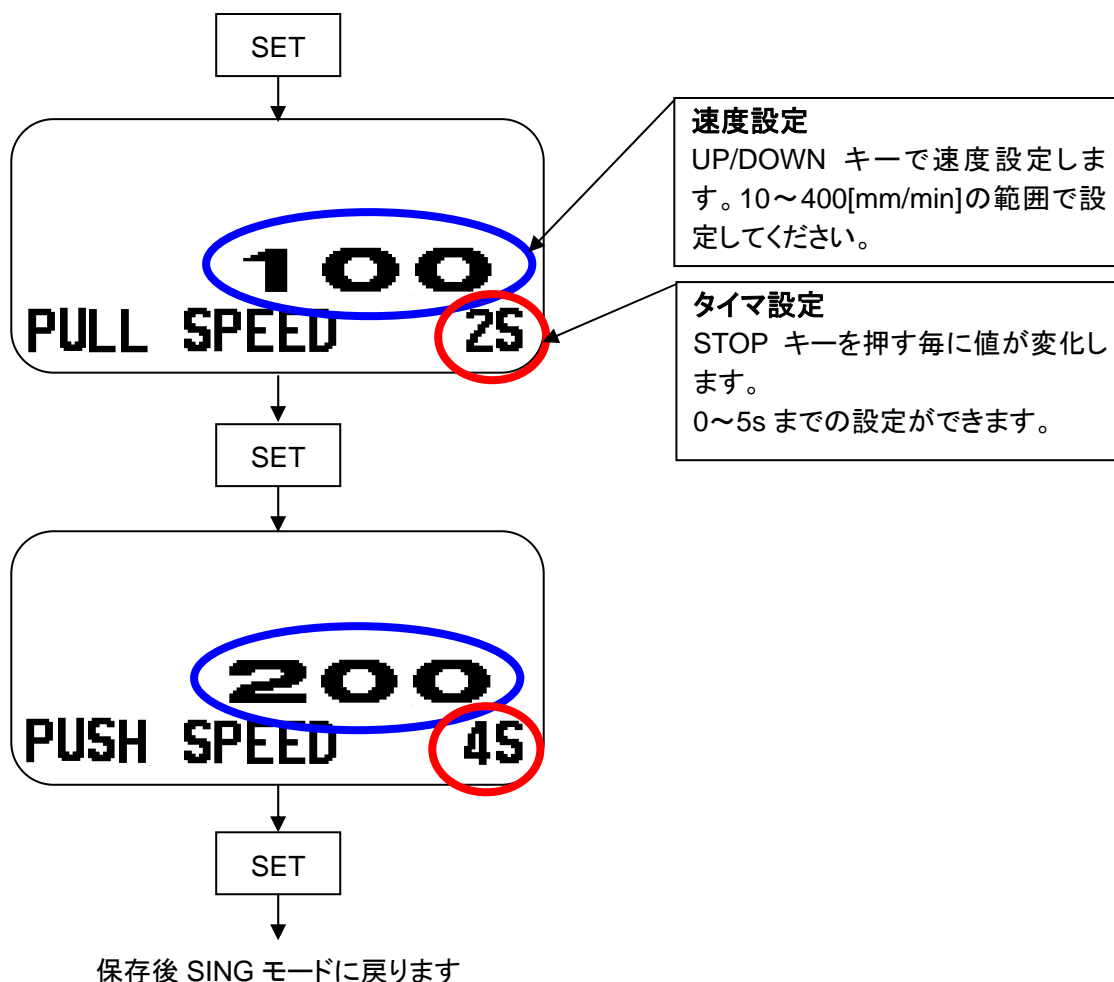 SET
速度設定
UP/DOWN キーで速度設定しま
す。10～400[mm/min]の範囲で設
定してください。
100
PULL SPEED 2S
タイマ設定
STOP キーを押す毎に値が変化し
ます。
0～5s までの設定ができます。
SET
200
PUSH SPEED 4S
SET
保存後 SING モードに戻ります